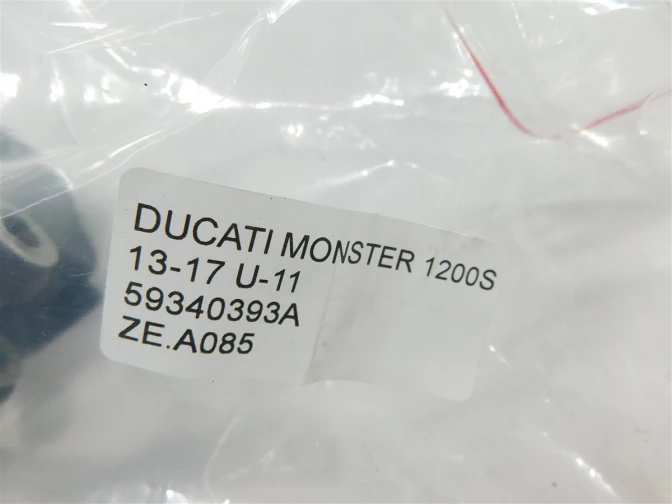 DUCATI MONSTER 1200S
13-17 U-11
59340393A
ZE.A085